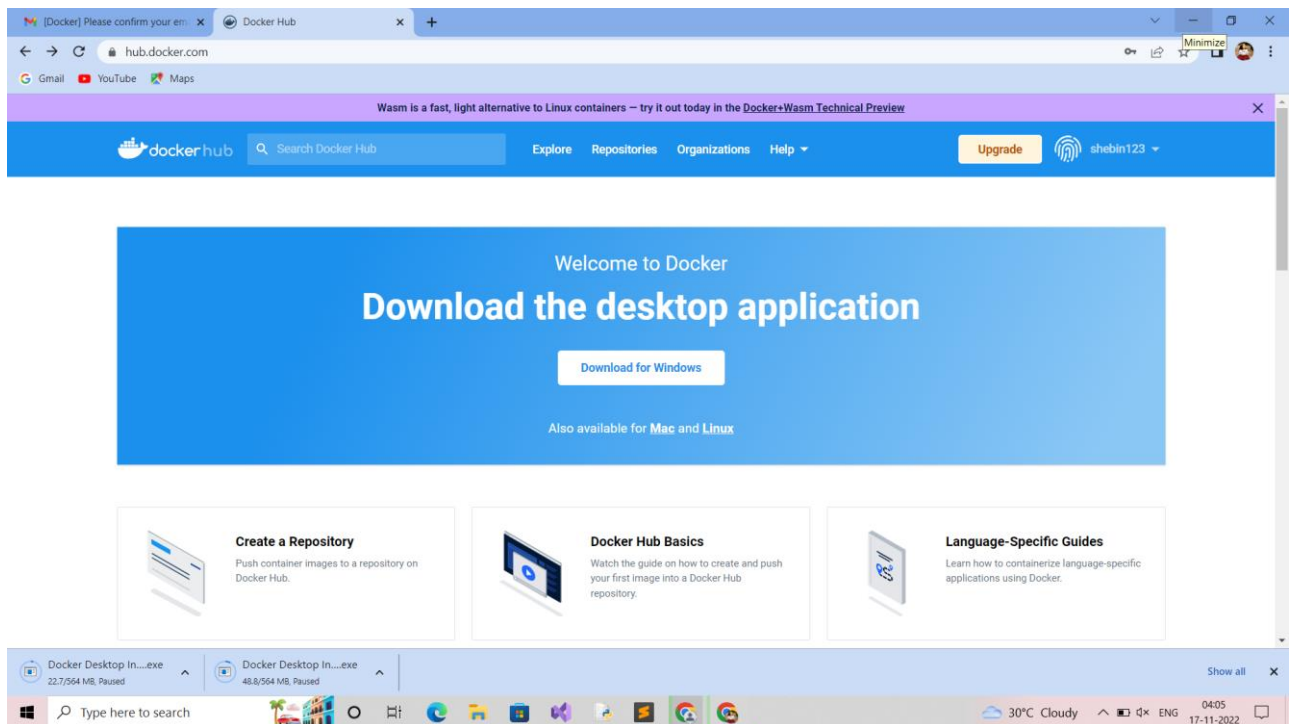 [Docker] Please confirm your em
Docker Hub
hub.docker.com
Minimize
Gmail
YouTube
Maps
Wasm is a fast, light alternative to Linux containers — try it out today in the Docker+Wasm Technical Preview
dockerhub
Search Docker Hub
Explore
Repositories
Organizations
Help
Upgrade
shebin123
Welcome to Docker
Download the desktop application
Download for Windows
Also available for Mac and Linux
Create a Repository
Push container images to a repository on
Docker Hub.
Docker Hub Basics
Watch the guide on how to create and push
your first image into a Docker Hub
repository.
Language-Specific Guides
Learn how to containerize language-specific
applications using Docker.
Docker Desktop In....exe
22.7/564 MB, Paused
Docker Desktop In....exe
48.8/564 MB, Paused
Show all
Type here to search
30°C Cloudy
ENG
04:05
17-11-2022